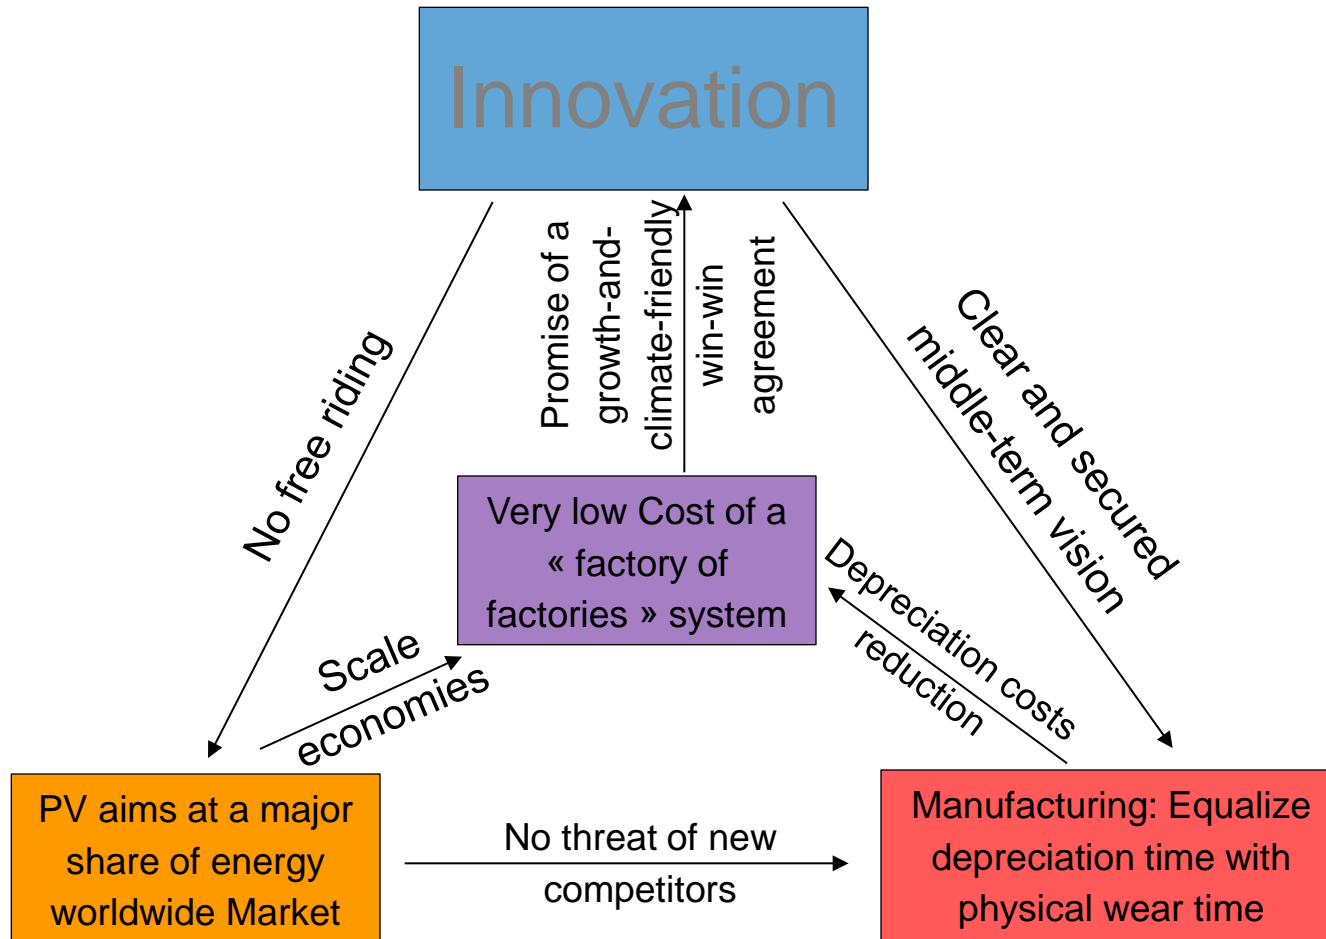 Innovation
Promise of a
growth-and-
climate-friendly
win-win
agreement
No free riding
Clear and secured
middle-term vision
Very low Cost of a
« factory of
factories » system
Scale
economies
Depreciation costs
reduction
PV aims at a major
share of energy
worldwide Market
No threat of new
competitors
Manufacturing: Equalize
depreciation time with
physical wear time